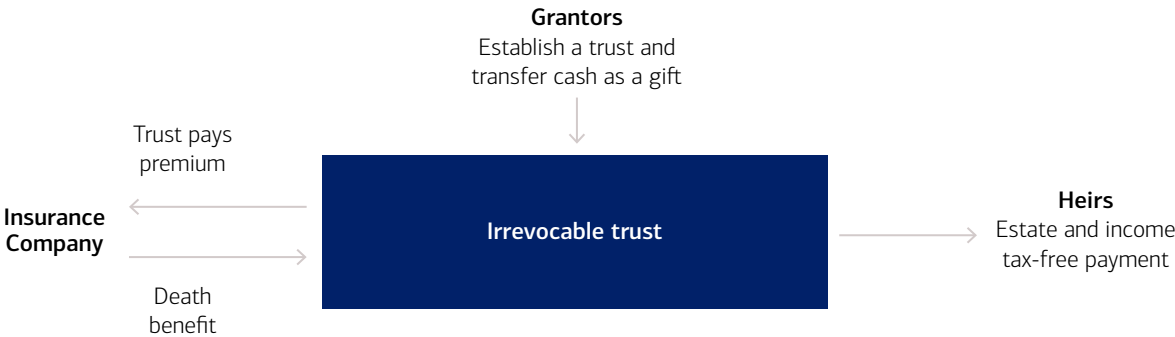 Grantors
Establish a trust and
transfer cash as a gift
Trust pays
premium
Insurance
Company
Irrevocable trust
Heirs
Estate and income
tax-free payment
Death
benefit